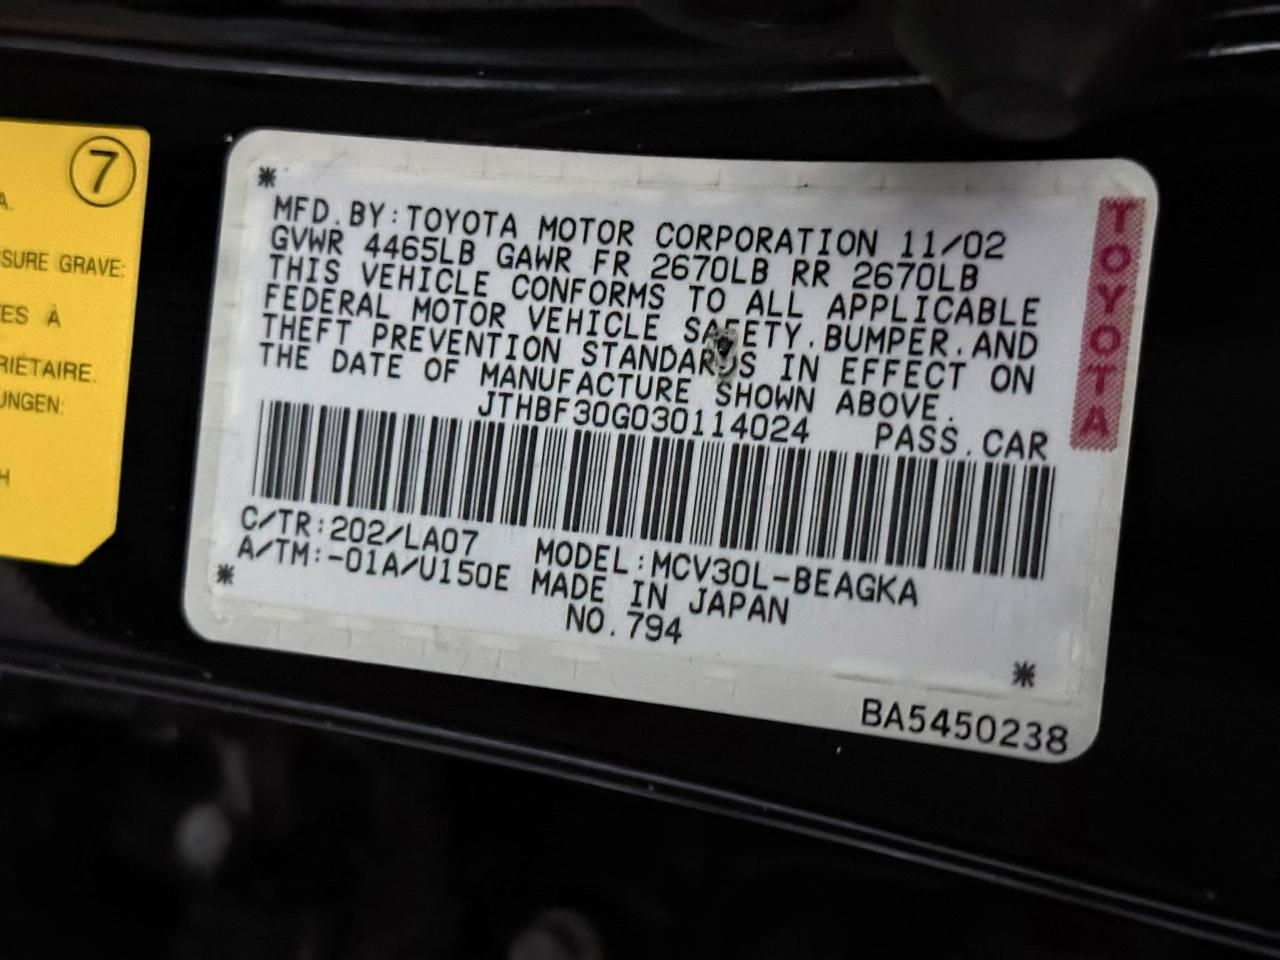 7
A.
SSURE GRAVE:
ES À
RIÉTAIRE.
UNGEN:
H
MFD. BY: TOYOTA MOTOR CORPORATION 11/02
GVWR 4465LB GAWR FR 2670LB RR 2670LB
THIS VEHICLE CONFORMS TO ALL APPLICABLE
FEDERAL MOTOR VEHICLE SAFETY. BUMPER. AND
THEFT PREVENTION STANDARDS IN EFFECT ON
THE DATE OF MANUFACTURE SHOWN ABOVE.
JTHBF30G030114024 PASS. CAR
C/TR: 202/LA07 MODEL: MCV30L-BEAGKA
A/TM: -01A/U150E MADE IN JAPAN
NO. 794
BA5450238
TOYOTA